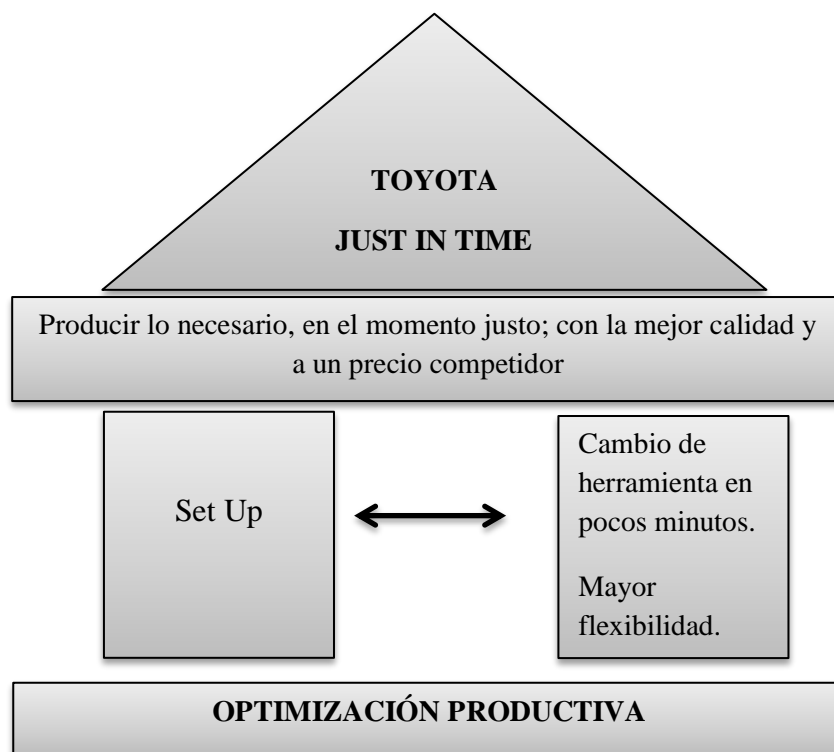 TOYOTA
JUST IN TIME
Producir lo necesario, en el momento justo; con la mejor calidad y
a un precio competidor
Set Up
Cambio de
herramienta en
pocos minutos.
Mayor
flexibilidad.
OPTIMIZACIÓN PRODUCTIVA